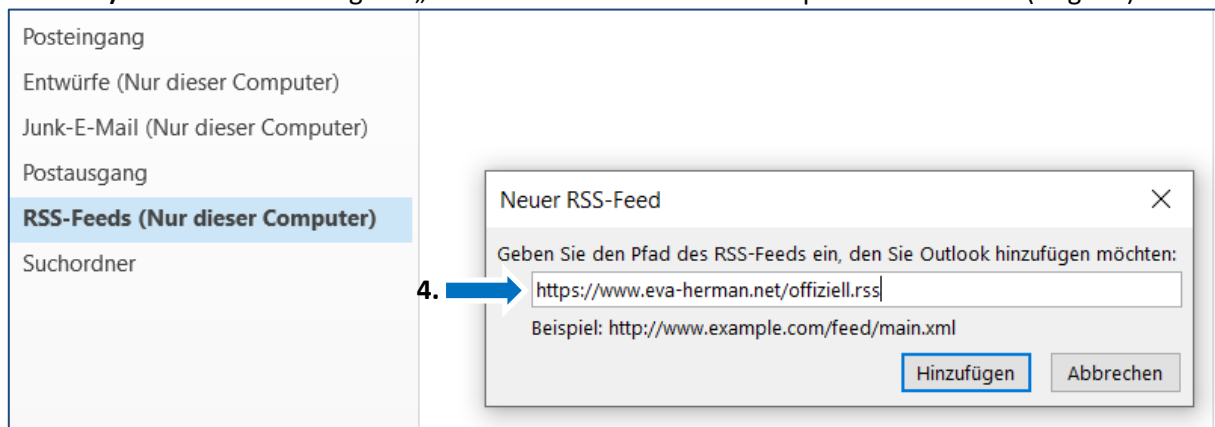 Posteingang
Entwürfe (Nur dieser Computer)
Junk-E-Mail (Nur dieser Computer)
Postausgang
RSS-Feeds (Nur dieser Computer)
Suchordner
Neuer RSS-Feed
Geben Sie den Pfad des RSS-Feeds ein, den Sie Outlook hinzufügen möchten:
4. https://www.eva-herman.net/offiziell.rss
Beispiel: http://www.example.com/feed/main.xml
Hinzufügen Abbrechen